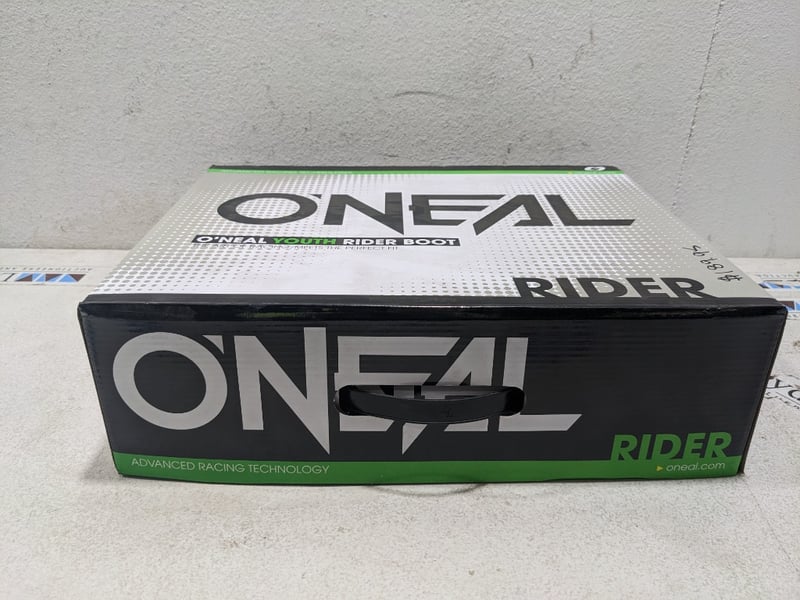 O'NEAL
O'NEAL YOUTH RIDER BOOT
RIDER
O'NEAL
RIDER
ADVANCED RACING TECHNOLOGY
oneal.com